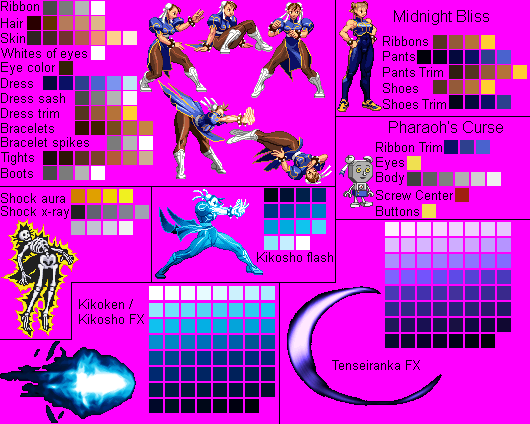 Ribbon
Hair
Skin
Whites of eyes
Eye color
Dress
Dress sash
Dress trim
Bracelets
Bracelet spikes
Tights
Boots
Midnight Bliss
Ribbons
Pants
Pants Trim
Shoes
Shoes Trim
Pharaoh's Curse
Ribbon Trim
Eyes
Body
Screw Center
Buttons
Shock aura
Shock x-ray
Kikosho flash
Kikoken /
Kikosho FX
Tenseiranka FX